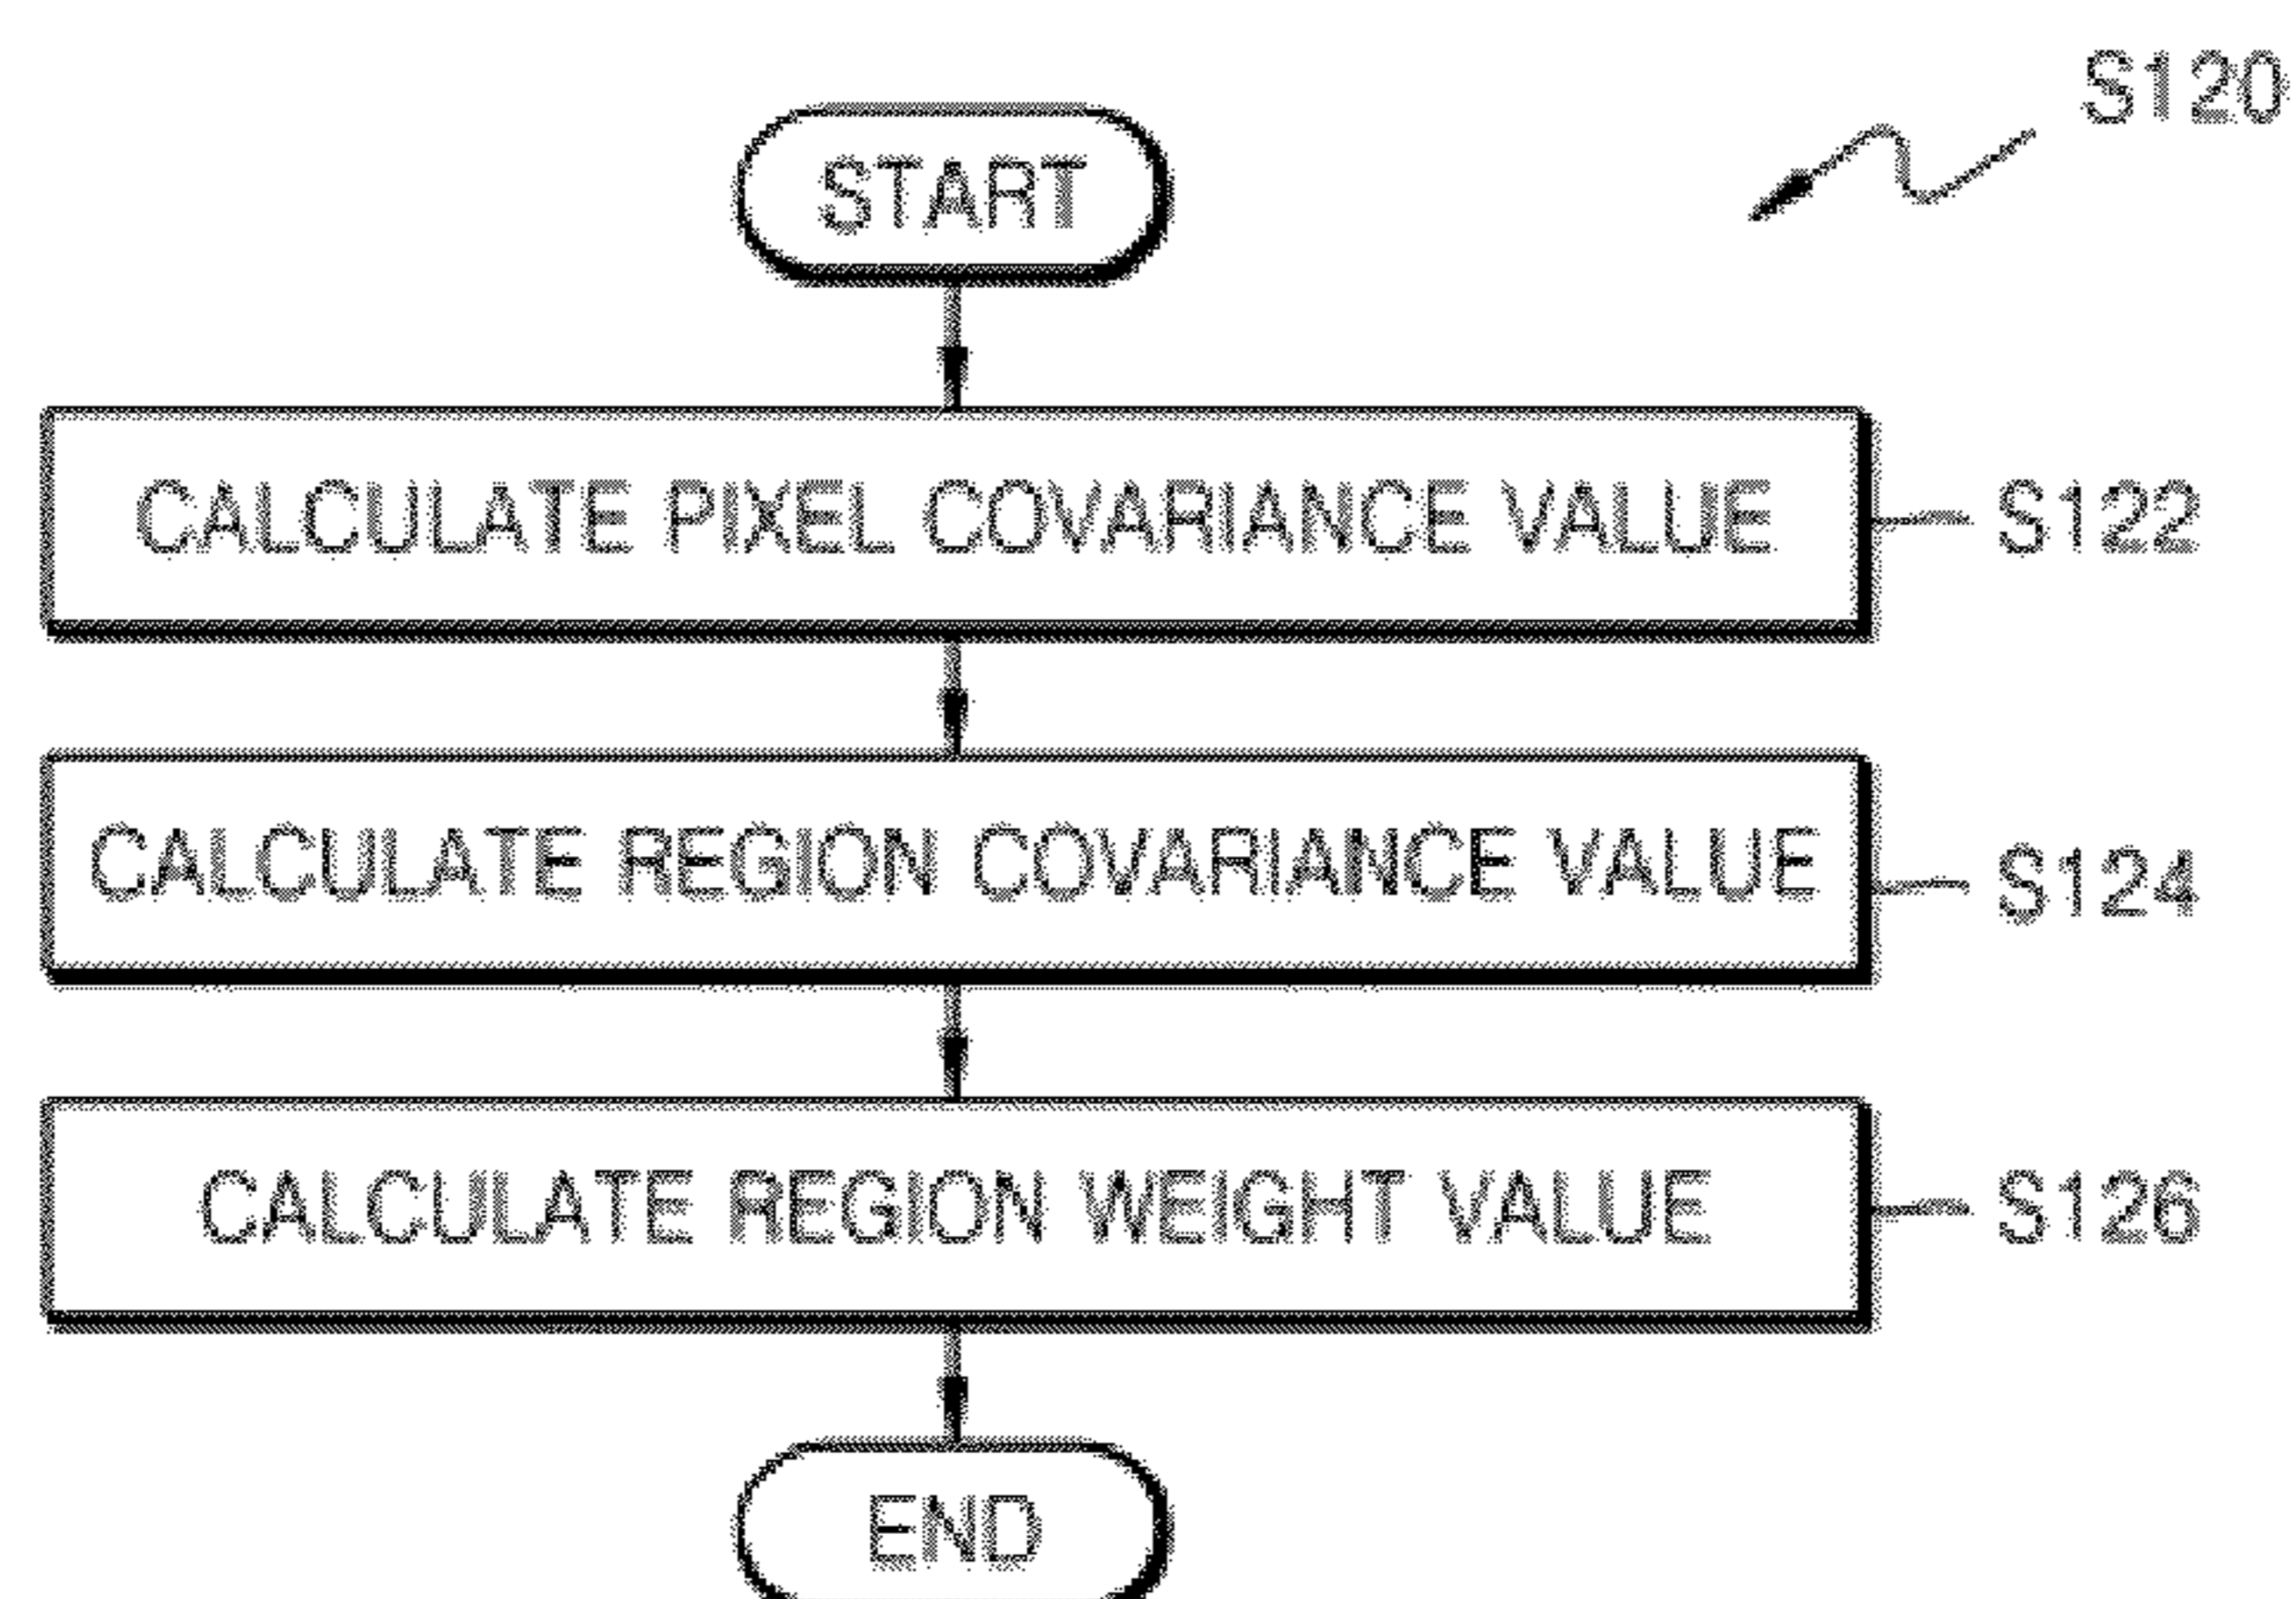 S120
START
CALCULATE PIXEL COVARIANCE VALUE
S122
CALCULATE REGION COVARIANCE VALUE
S124
CALCULATE REGION WEIGHT VALUE
S126
END